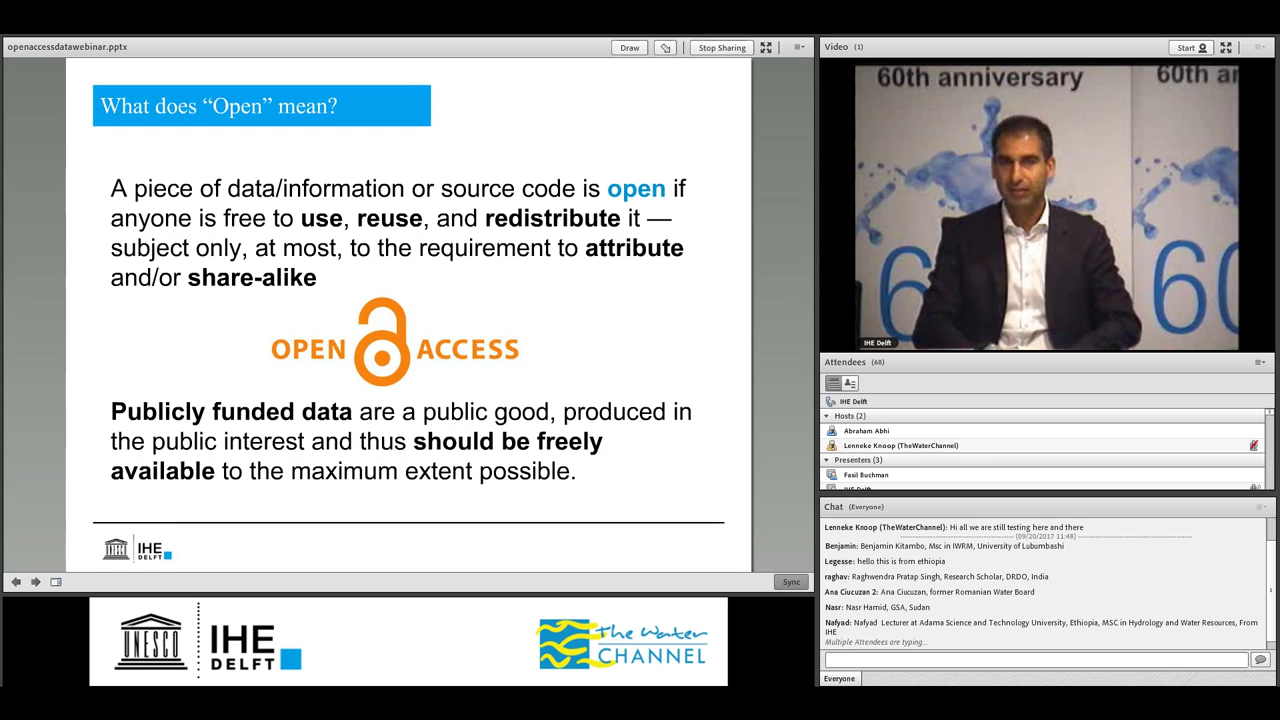 openaccessdatawebinar.pptx
Draw
Stop Sharing
What does “Open” mean?
A piece of data/information or source code is open if
anyone is free to use, reuse, and redistribute it —
subject only, at most, to the requirement to attribute
and/or share-alike
OPEN ACCESS
Publicly funded data are a public good, produced in
the public interest and thus should be freely
available to the maximum extent possible.
UNESCO
IHE
DELFT
Sync
UNESCO
IHE
DELFT
The Water
CHANNEL
Video (1)
Start
60th anniversary
60th an
6
60
IHE Delft
Attendees (68)
IHE Delft
Hosts (2)
Abraham Abhi
Lenneke Knoop (TheWaterChannel)
Presenters (3)
Fasil Buchman
IHE Delft
Chat (Everyone)
Lenneke Knoop (TheWaterChannel): Hi all we are still testing here and there
(09/20/2017 11:48)
Benjamin: Benjamin Kitambo, Msc in IWRM, University of Lubumbashi
Legesse: hello this is from ethiopia
raghav: Raghwendra Pratap Singh, Research Scholar, DRDO, India
Ana Ciucuzan 2: Ana Ciucuzan, former Romanian Water Board
Nasr: Nasr Hamid, GSA, Sudan
Nafyad: Nafyad Lecturer at Adama Science and Technology University, Ethiopia, MSC in Hydrology and Water Resources, From
IHE
Multiple Attendees are typing...
Everyone